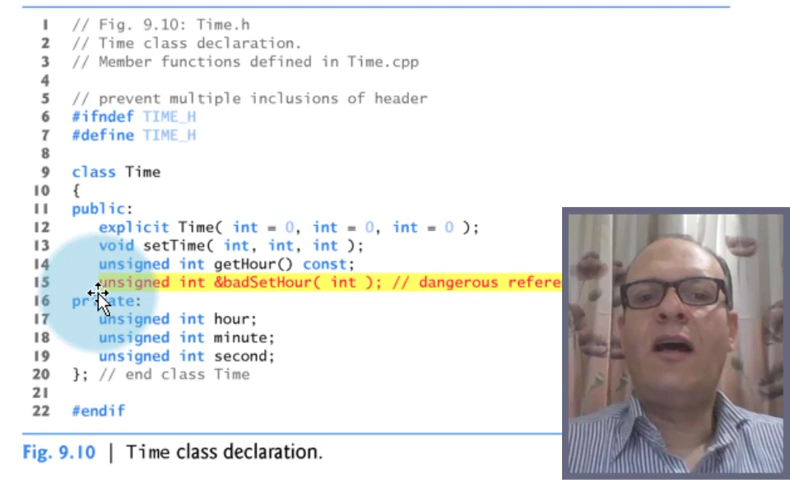 1 // Fig. 9.10: Time.h
2 // Time class declaration.
3 // Member functions defined in Time.cpp
4
5 // prevent multiple inclusions of header
6 #ifndef TIME_H
7 #define TIME_H
8
9 class Time
10 {
11 public:
12 explicit Time( int = 0, int = 0, int = 0 );
13 void setTime( int, int, int );
14 unsigned int getHour() const;
15 unsigned int &badSetHour( int ); // dangerous refere
16 private:
17 unsigned int hour;
18 unsigned int minute;
19 unsigned int second;
20 }; // end class Time
21
22 #endif
Fig. 9.10 | Time class declaration.